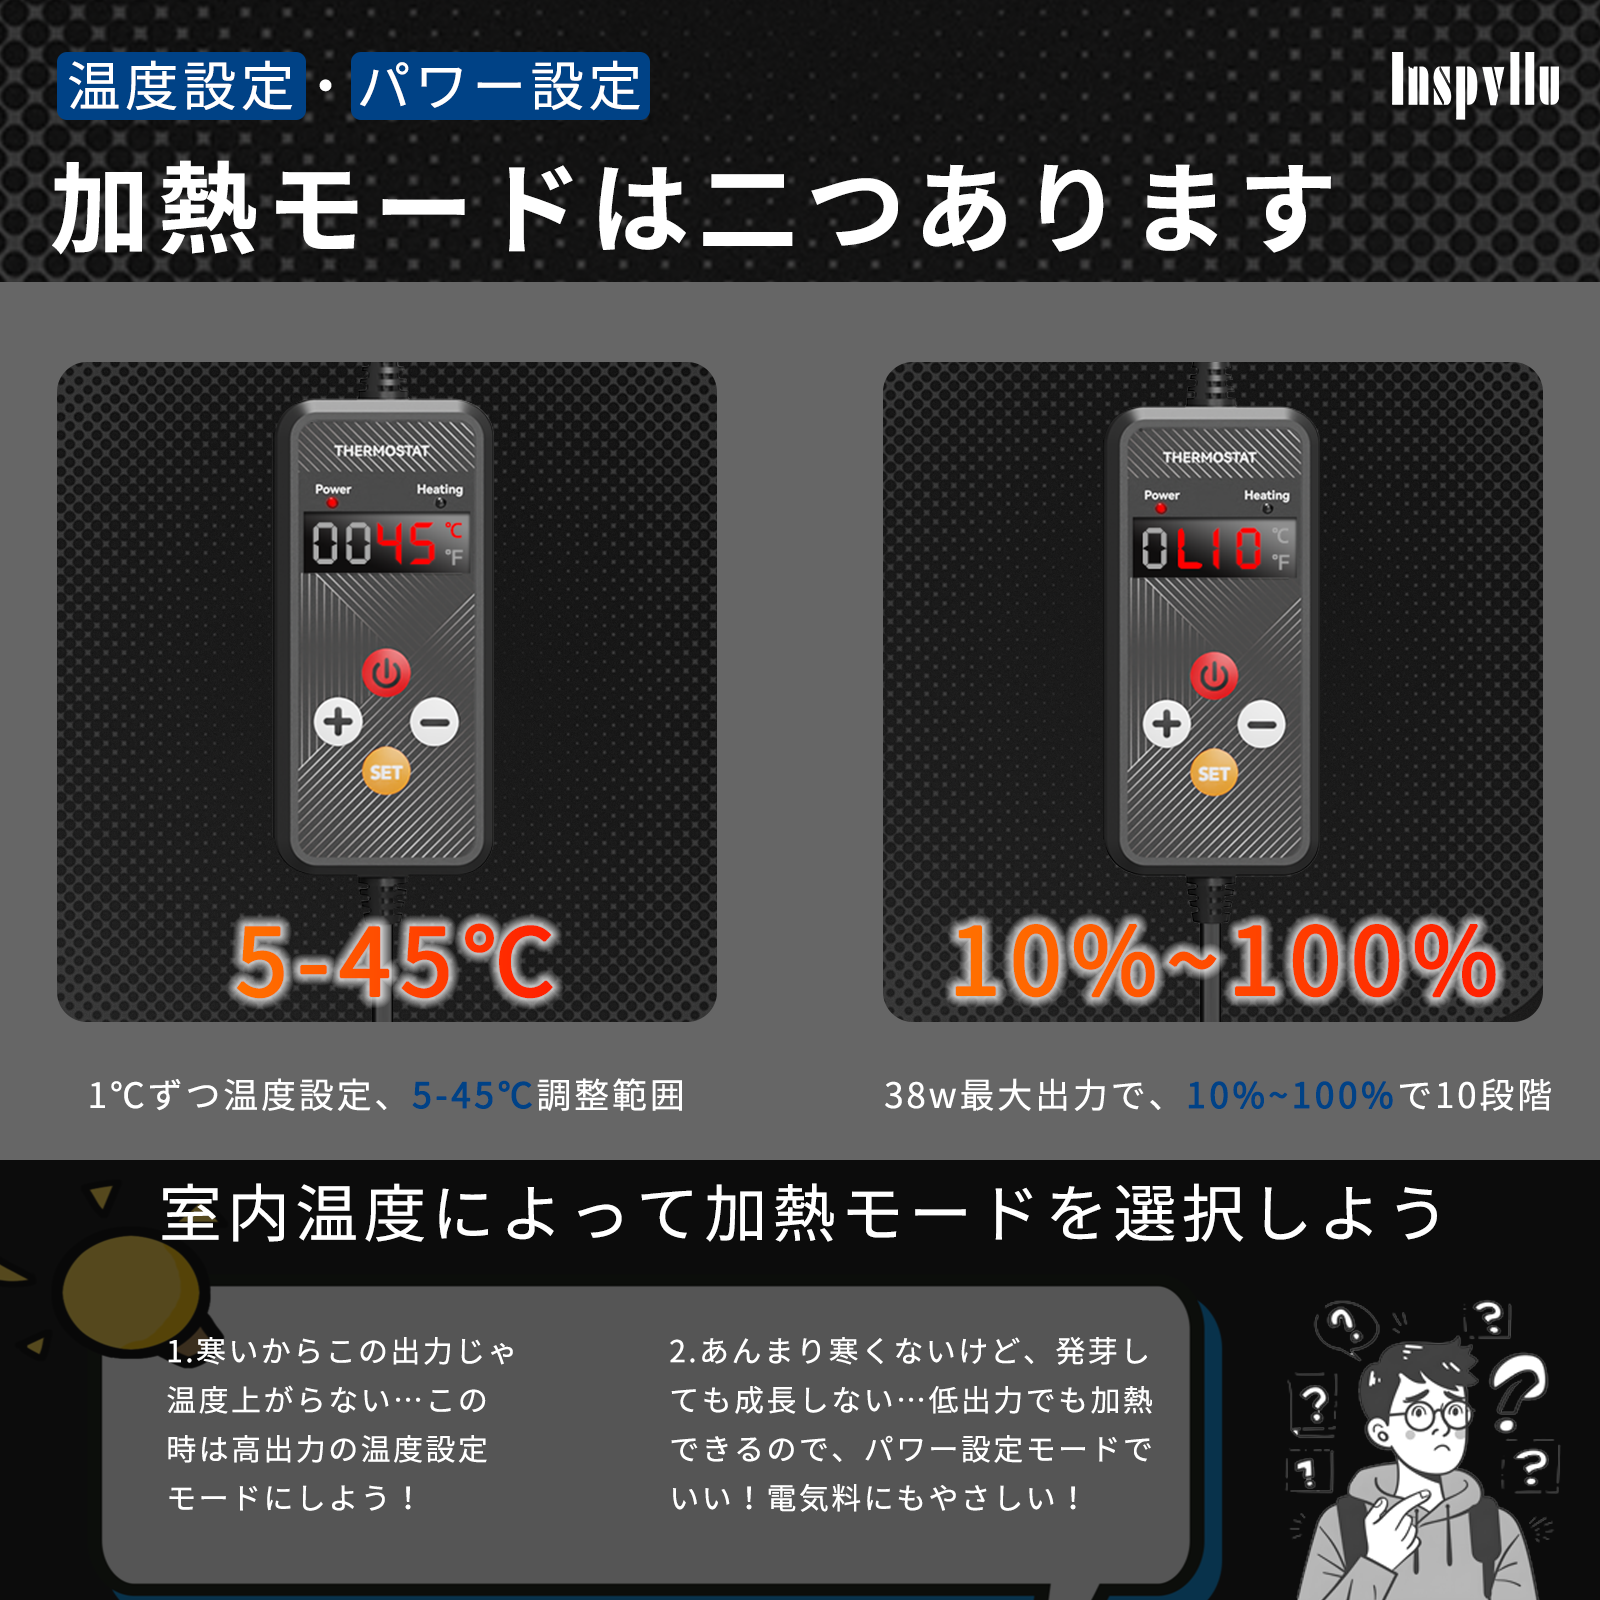 温度設定・パワー設定
Inspvllu
加熱モードは二つあります
THERMOSTAT
Power Heating
0045 ℃ °F
SET
5-45℃
THERMOSTAT
Power Heating
0L10 ℃ °F
SET
10%~100%
1℃ずつ温度設定、5-45℃調整範囲
38w最大出力で、10%~100%で10段階
室内温度によって加熱モードを選択しよう
1.寒いからこの出力じゃ
温度上がらない…この
時は高出力の温度設定
モードにしよう！
2.あんまり寒くないけど、発芽し
ても成長しない…低出力でも加熱
できるので、パワー設定モードで
いい！電気料にもやさしい！